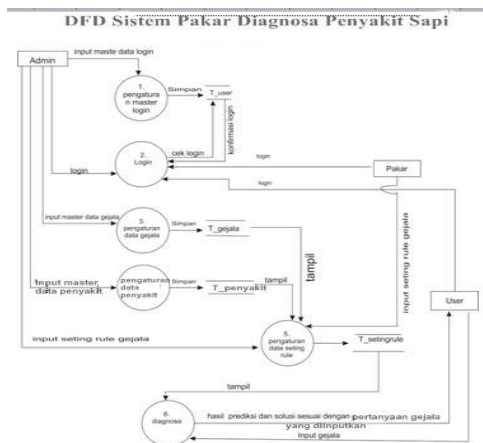 DFD Sistem Pakar Diagnosa Penyakit Sapi
input maste data login
Admin
1.
pengatura
n master
login
Simpan
T_user
cek login
konfirmasi login
2.
Login
login
login
Pakar
login
input master data gejala
3.
pengaturan
data gejala
Simpan
T_gejala
tampil
input seting rule gejala
Input master
data penyakit
pengaturan
data
penyakit
Simpan
T_penyakit
tampil
User
input seting rule gejala
5.
pengaturan
data seting
rule
T_setingrule
tampil
6.
diagnosa
hasil prediksi dan solusi sesuai dengan pertanyaan gejala
yang diinputkan
Input gejala